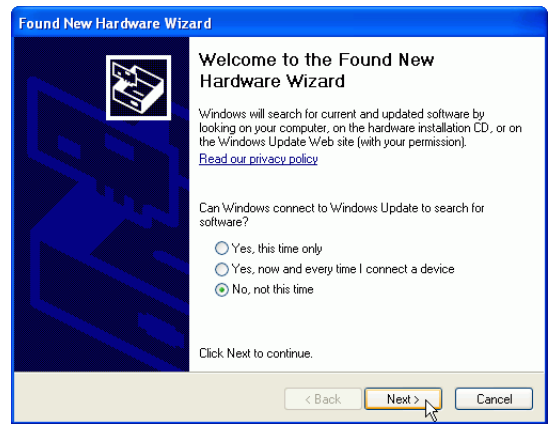 Found New Hardware Wizard
Welcome to the Found New
Hardware Wizard
Windows will search for current and updated software by
looking on your computer, on the hardware installation CD, or on
the Windows Update Web site (with your permission).
Read our privacy policy
Can Windows connect to Windows Update to search for
software?
Yes, this time only
Yes, now and every time I connect a device
No, not this time
Click Next to continue.
< Back Next > Cancel